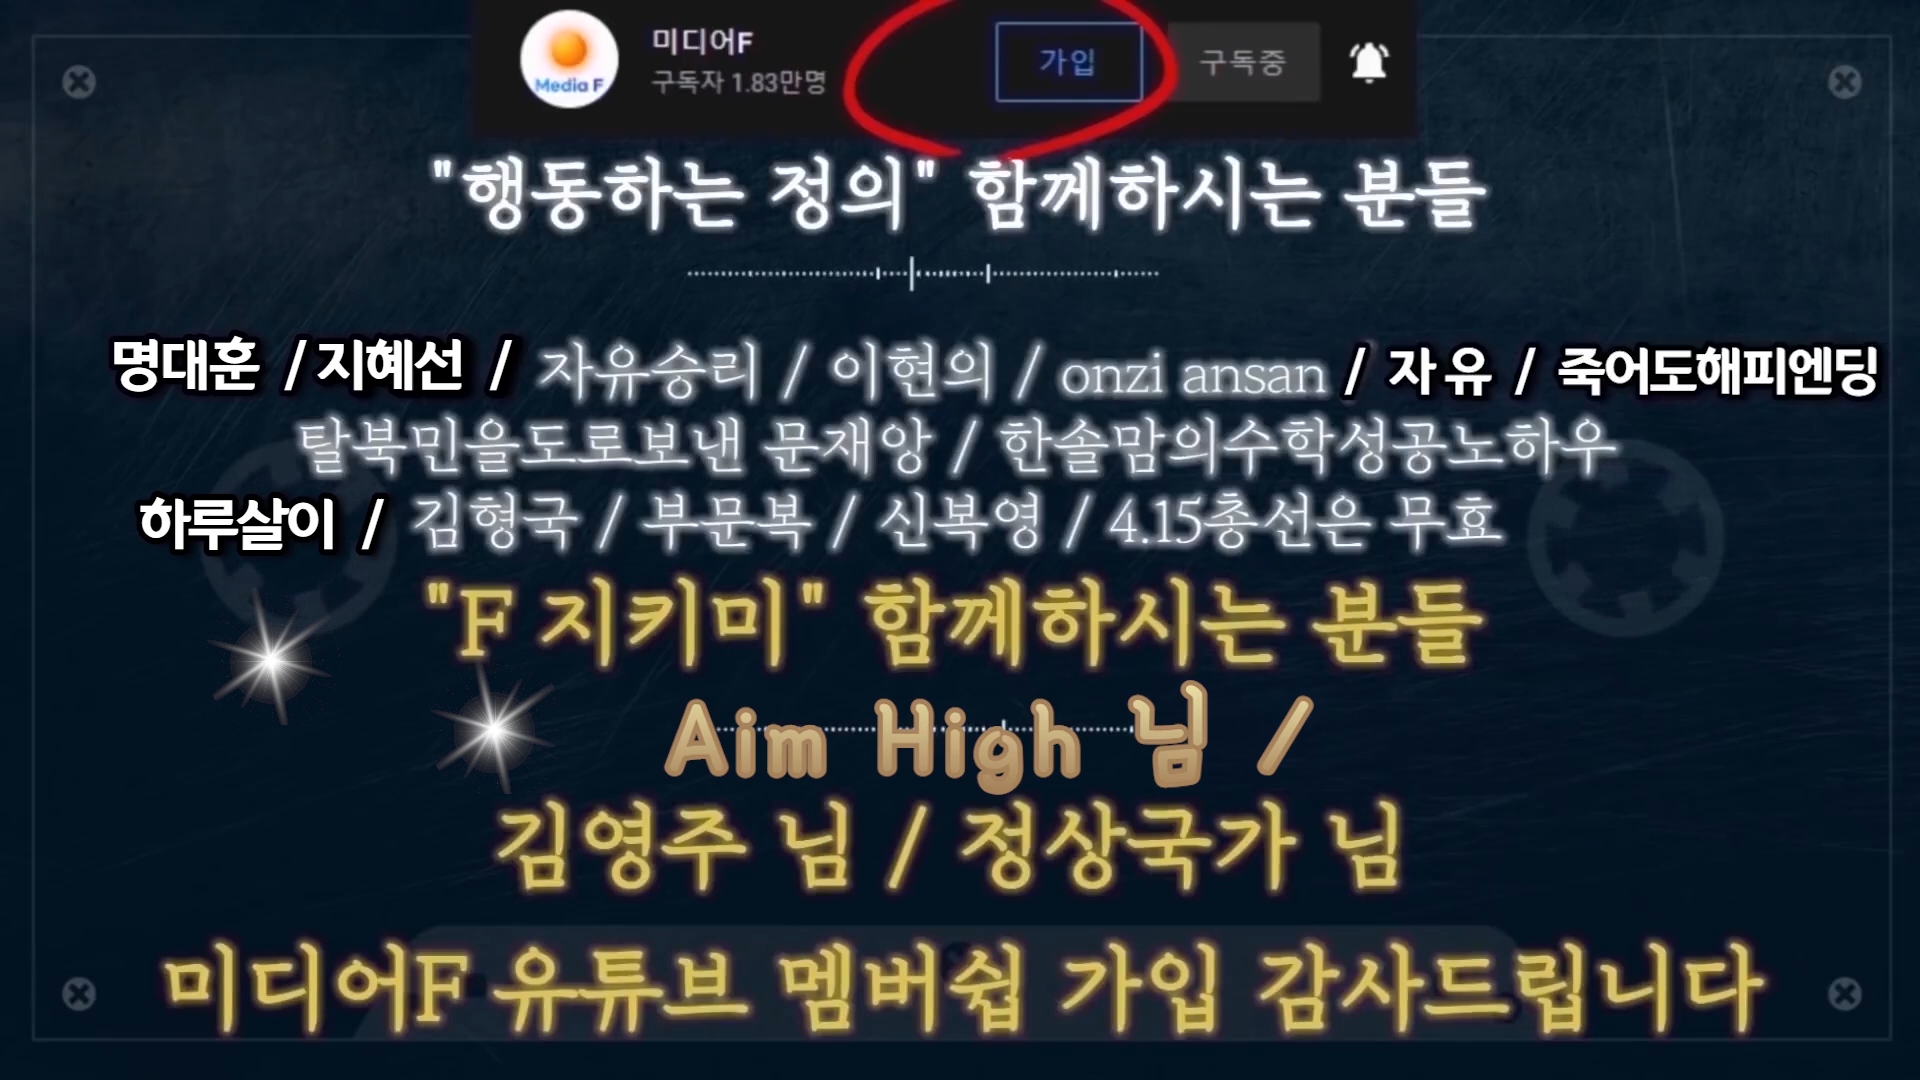 미디어F
Media F
구독자 1.83만명
가입
구독중
"행동하는 정의" 함께하시는 분들
명대훈 / 지혜선 / 자유승리 / 이현의 / onzi ansan / 자유 / 죽어도해피엔딩
탈북민을도로보낸 문재앙 / 한솔맘의수학성공노하우
하루살이 / 김형국 / 부문복 / 신복영 / 4.15총선은 무효
"F 지키미" 함께하시는 분들
Aim High 님 /
김영주 님 / 정상국가 님
미디어F 유튜브 멤버쉽 가입 감사드립니다